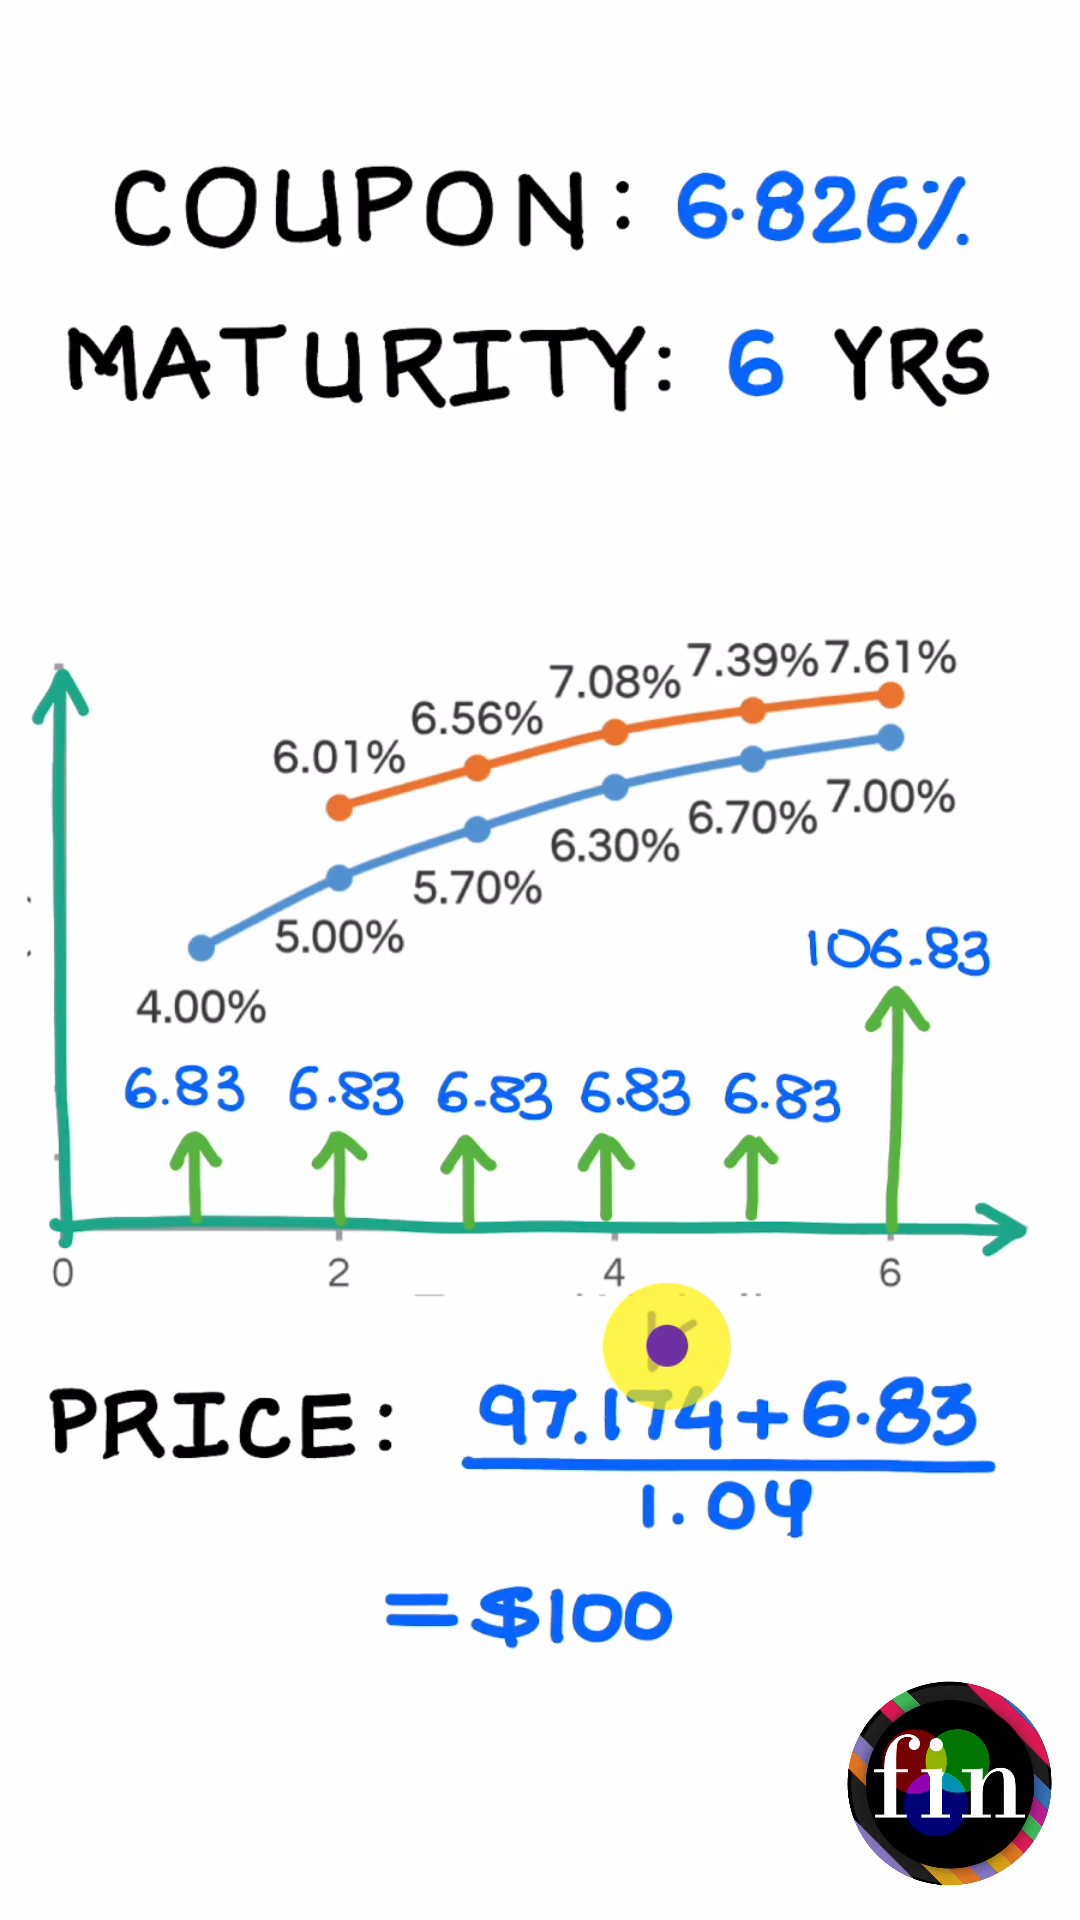 COUPON: 6.826%
MATURITY: 6 YRS
7.08% 7.39% 7.61%
6.56%
6.01%
7.00%
6.70%
6.30%
5.70%
5.00%
106.83
4.00%
6.83 6.83 6.83 6.83 6.83
0 2 4 6
PRICE: 97.174+6.83
1.04
=$100
fin